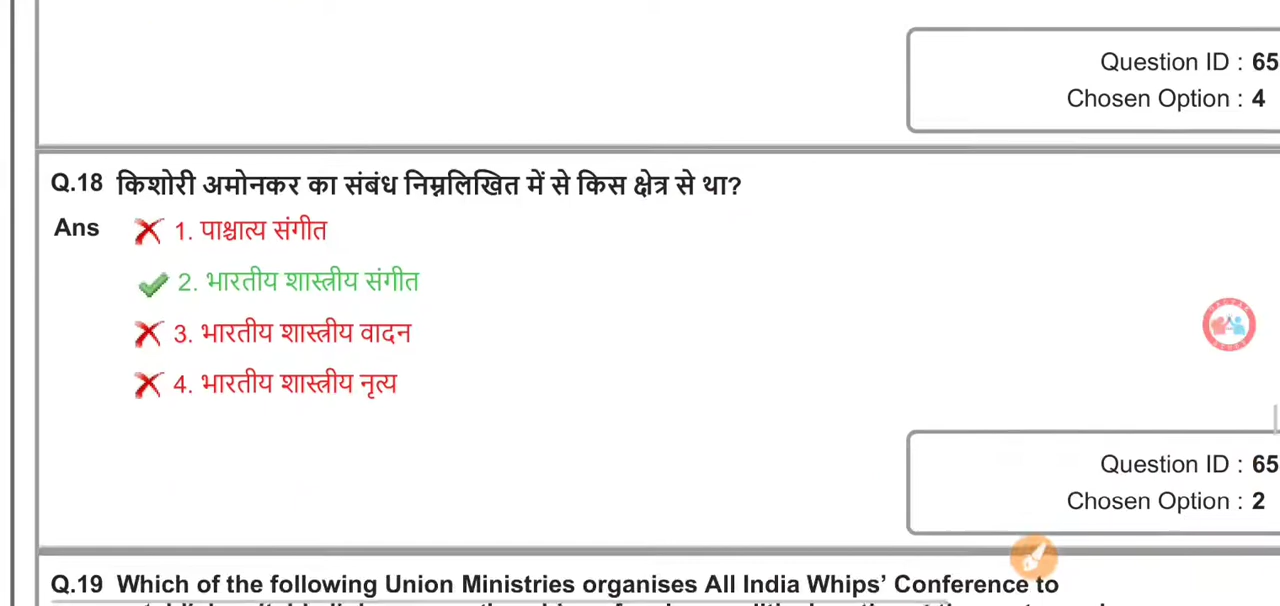 Question ID : 65
Chosen Option : 4
Q.18 किशोरी अमोनकर का संबंध निम्नलिखित में से किस क्षेत्र से था?
Ans 1. पाश्चात्य संगीत
2. भारतीय शास्त्रीय संगीत
3. भारतीय शास्त्रीय वादन
4. भारतीय शास्त्रीय नृत्य
Question ID : 65
Chosen Option : 2
Q.19 Which of the following Union Ministries organises All India Whips' Conference to